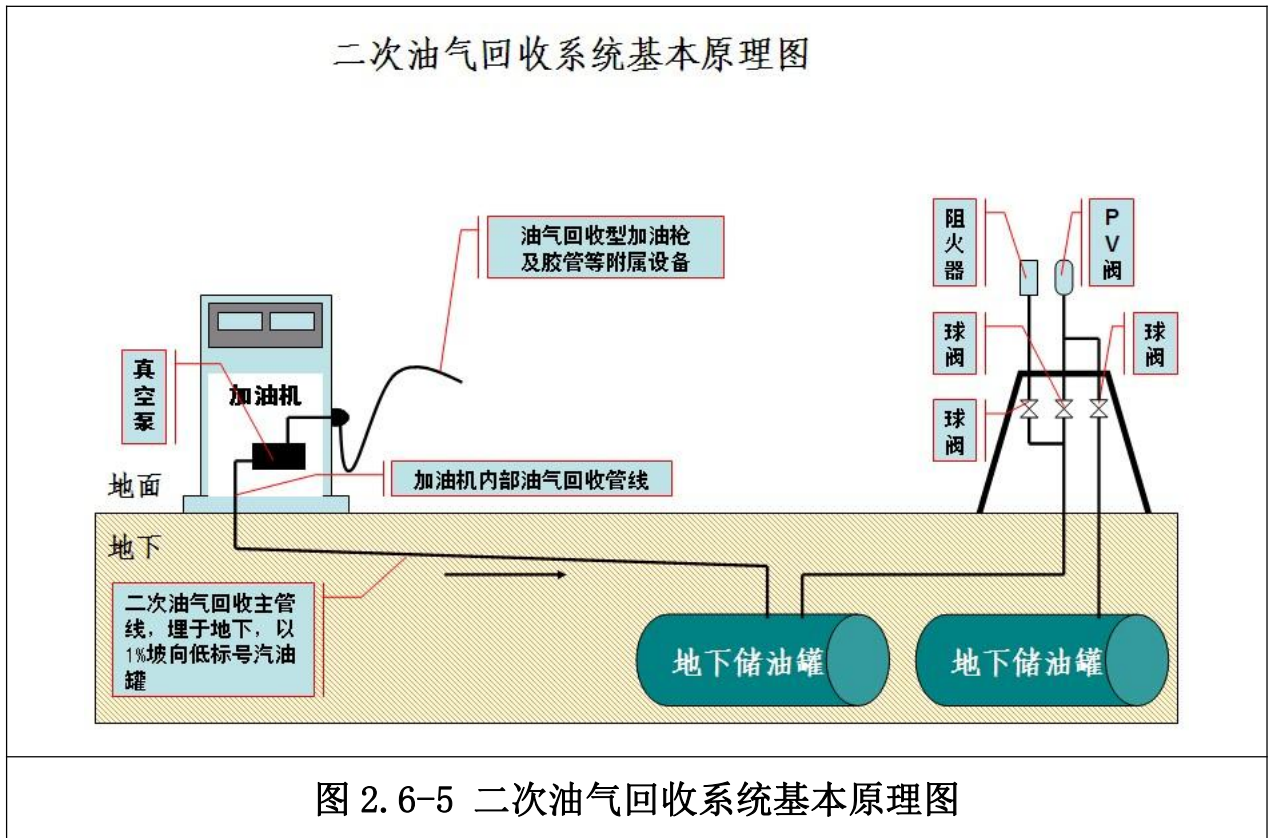 二次油气回收系统基本原理图
油气回收型加油枪
及胶管等附属设备
阻火器
PV阀
球阀
球阀
真空泵
加油机
球阀
加油机内部油气回收管线
地面
地下
二次油气回收主管
线，埋于地下，以
1%坡向低标号汽油
罐
地下储油罐
地下储油罐
图 2.6-5 二次油气回收系统基本原理图